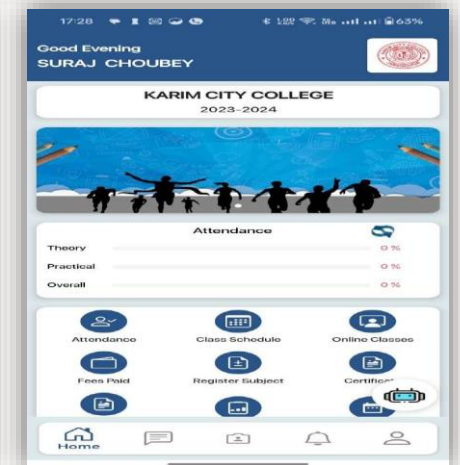 17:28
63%
Good Evening
SURAJ CHOUBEY
KARIM CITY COLLEGE
2023-2024
Attendance
Theory 0 %
Practical 0 %
Overall 0 %
Attendance Class Schedule Online Classes
Fees Paid Register Subject
Home